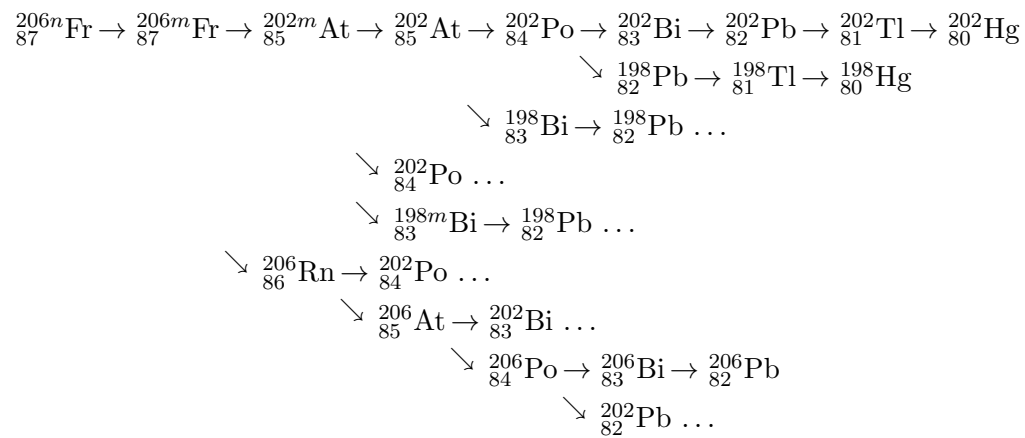 ²⁰⁶ⁿ₈₇Fr → ²⁰⁶ᵐ₈₇Fr → ²⁰²ᵐ₈₅At → ²⁰²₈₅At → ²⁰²₈₄Po → ²⁰²₈₃Bi → ²⁰²₈₂Pb → ²⁰²₈₁Tl → ²⁰²₈₀Hg
↘ ¹⁹⁸₈₂Pb → ¹⁹⁸₈₁Tl → ¹⁹⁸₈₀Hg
↘ ¹⁹⁸₈₃Bi → ¹⁹⁸₈₂Pb …
↘ ²⁰²₈₄Po …
↘ ¹⁹⁸ᵐ₈₃Bi → ¹⁹⁸₈₂Pb …
↘ ²⁰⁶₈₆Rn → ²⁰²₈₄Po …
↘ ²⁰⁶₈₅At → ²⁰²₈₃Bi …
↘ ²⁰⁶₈₄Po → ²⁰⁶₈₃Bi → ²⁰⁶₈₂Pb
↘ ²⁰²₈₂Pb …